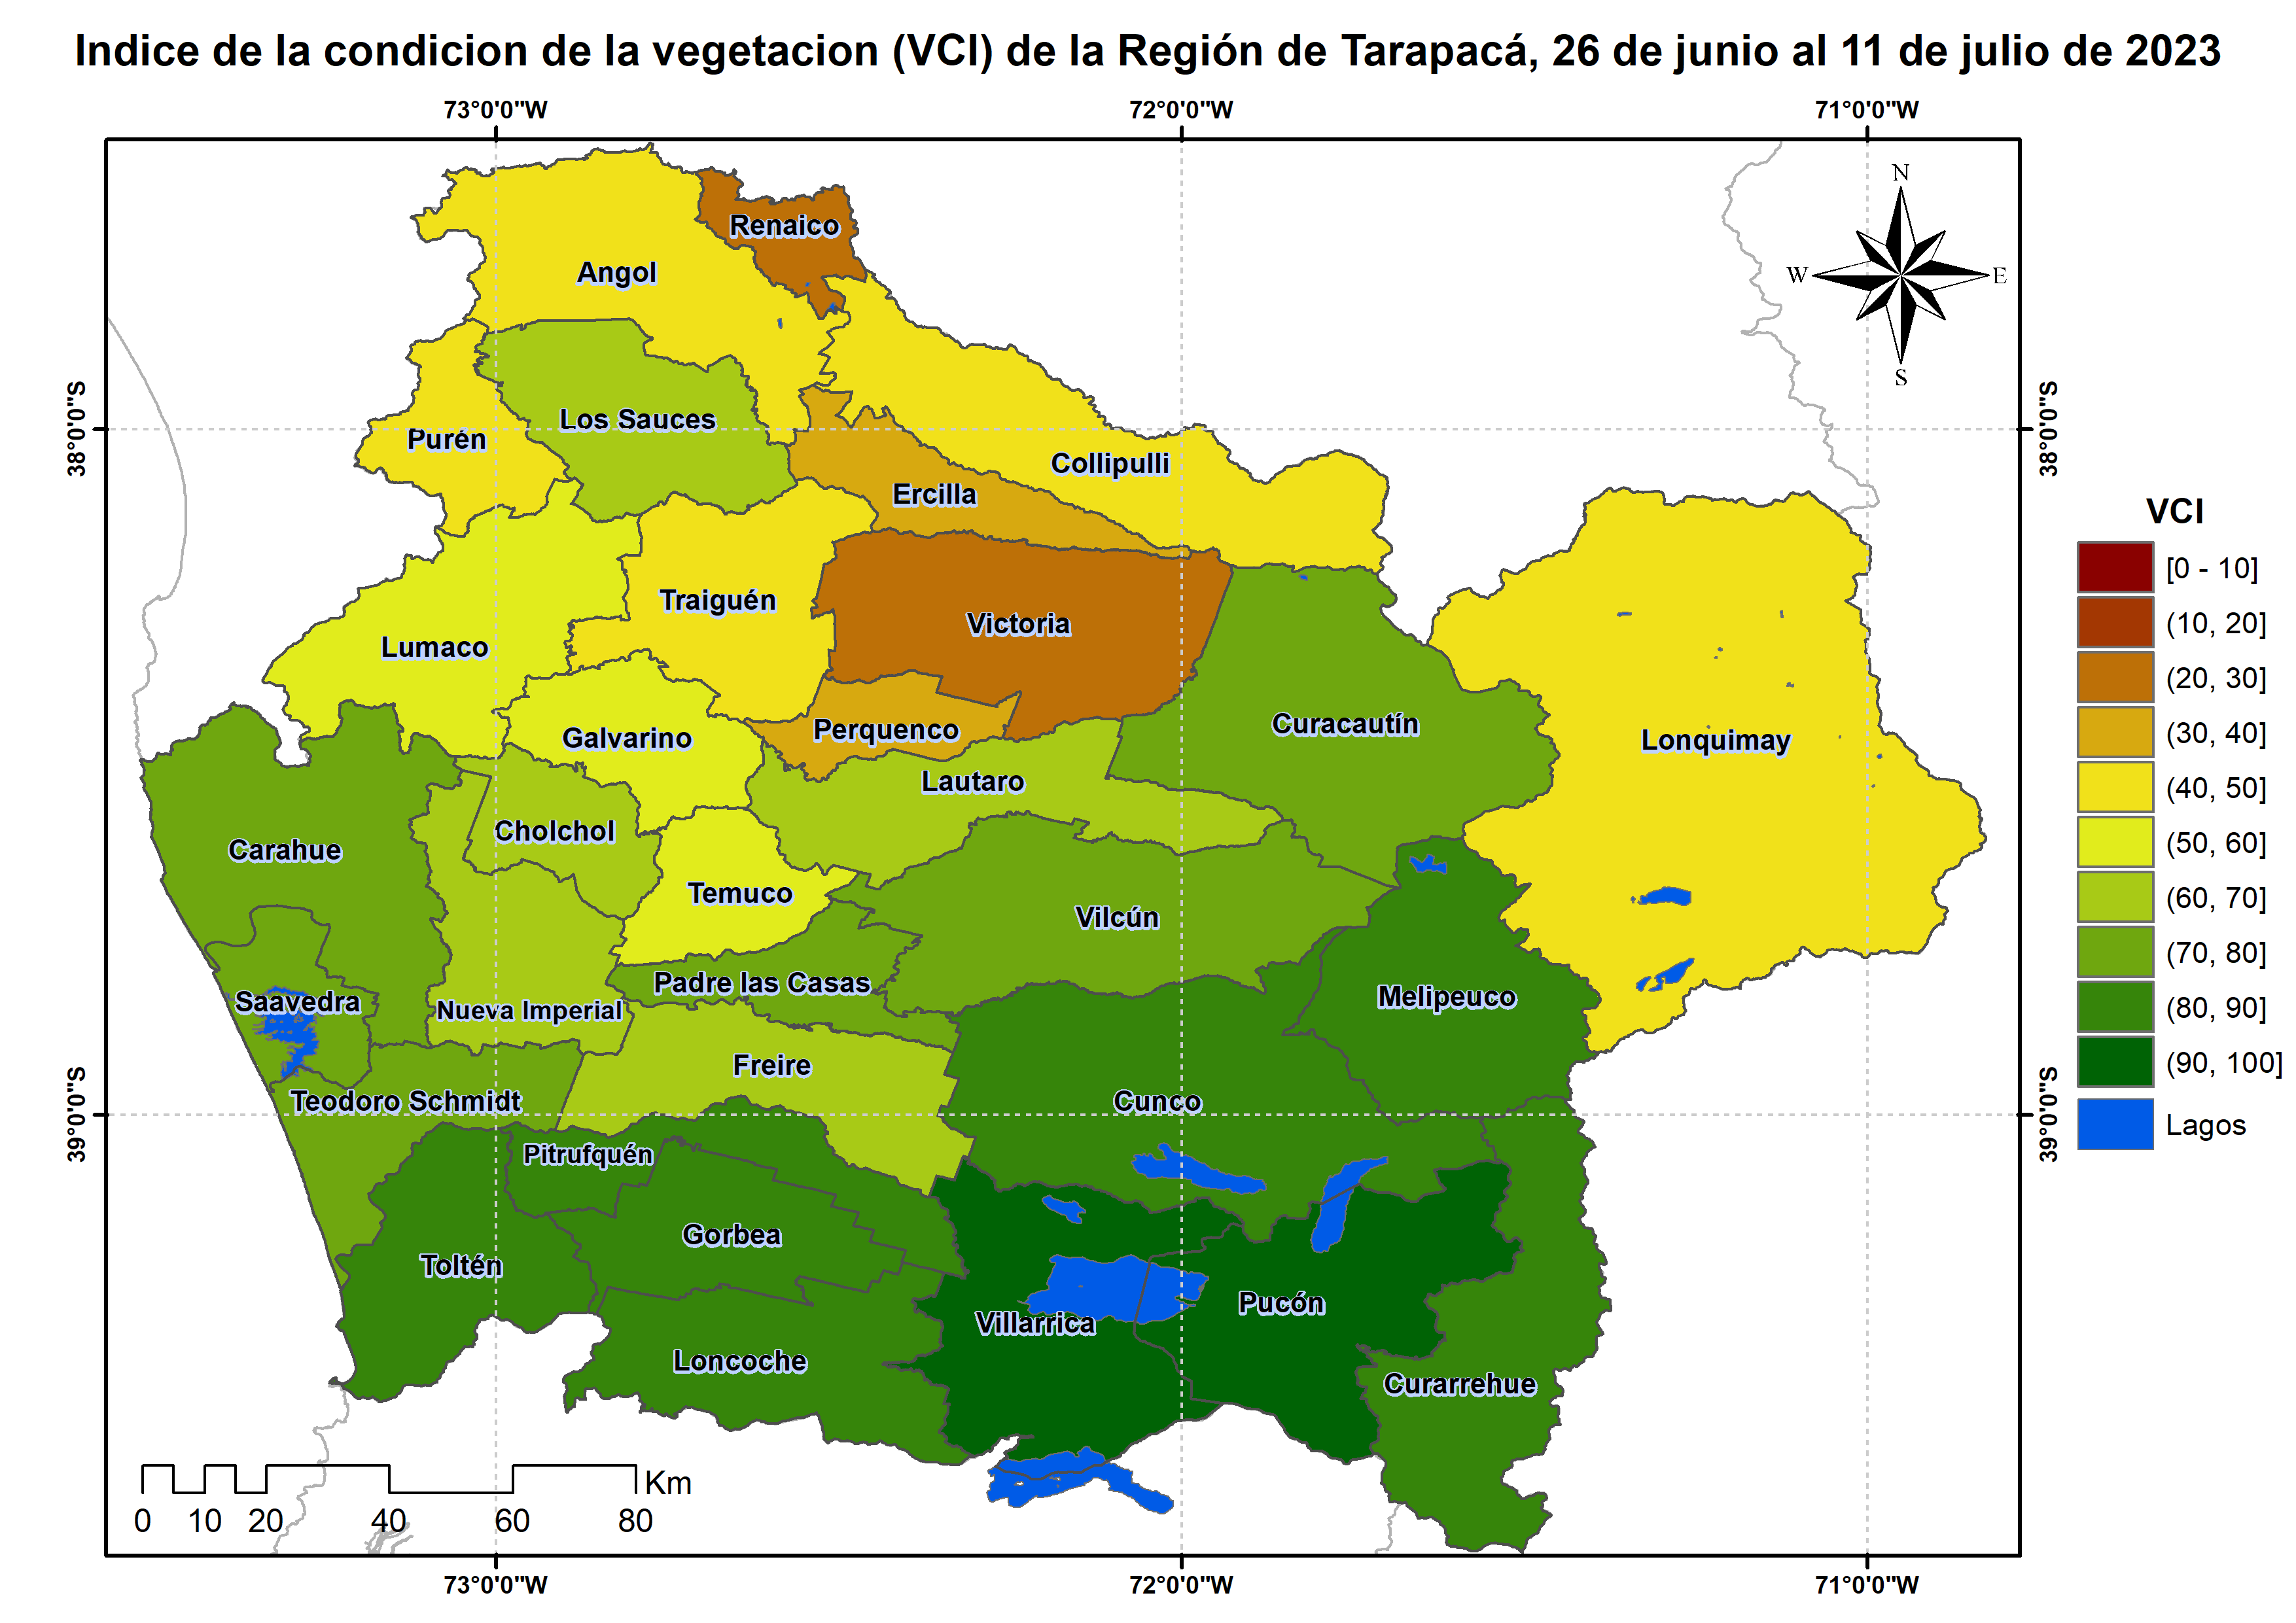 Indice de la condicion de la vegetacion (VCI) de la Región de Tarapacá, 26 de junio al 11 de julio de 2023
73°0'0"W
72°0'0"W
71°0'0"W
N
W
E
S
38°0'0"S
38°0'0"S
39°0'0"S
39°0'0"S
Renaico
Angol
Los Sauces
Purén
Collipulli
Ercilla
Traiguén
Victoria
Lumaco
Galvarino
Perquenco
Curacautín
Lonquimay
Lautaro
Cholchol
Carahue
Temuco
Vilcún
Padre las Casas
Saavedra
Nueva Imperial
Melipeuco
Freire
Teodoro Schmidt
Cunco
Pitrufquén
Gorbea
Toltén
Pucón
Villarrica
Loncoche
Curarrehue
VCI
[0 - 10]
(10, 20]
(20, 30]
(30, 40]
(40, 50]
(50, 60]
(60, 70]
(70, 80]
(80, 90]
(90, 100]
Lagos
Km
0 10 20 40 60 80
73°0'0"W
72°0'0"W
71°0'0"W